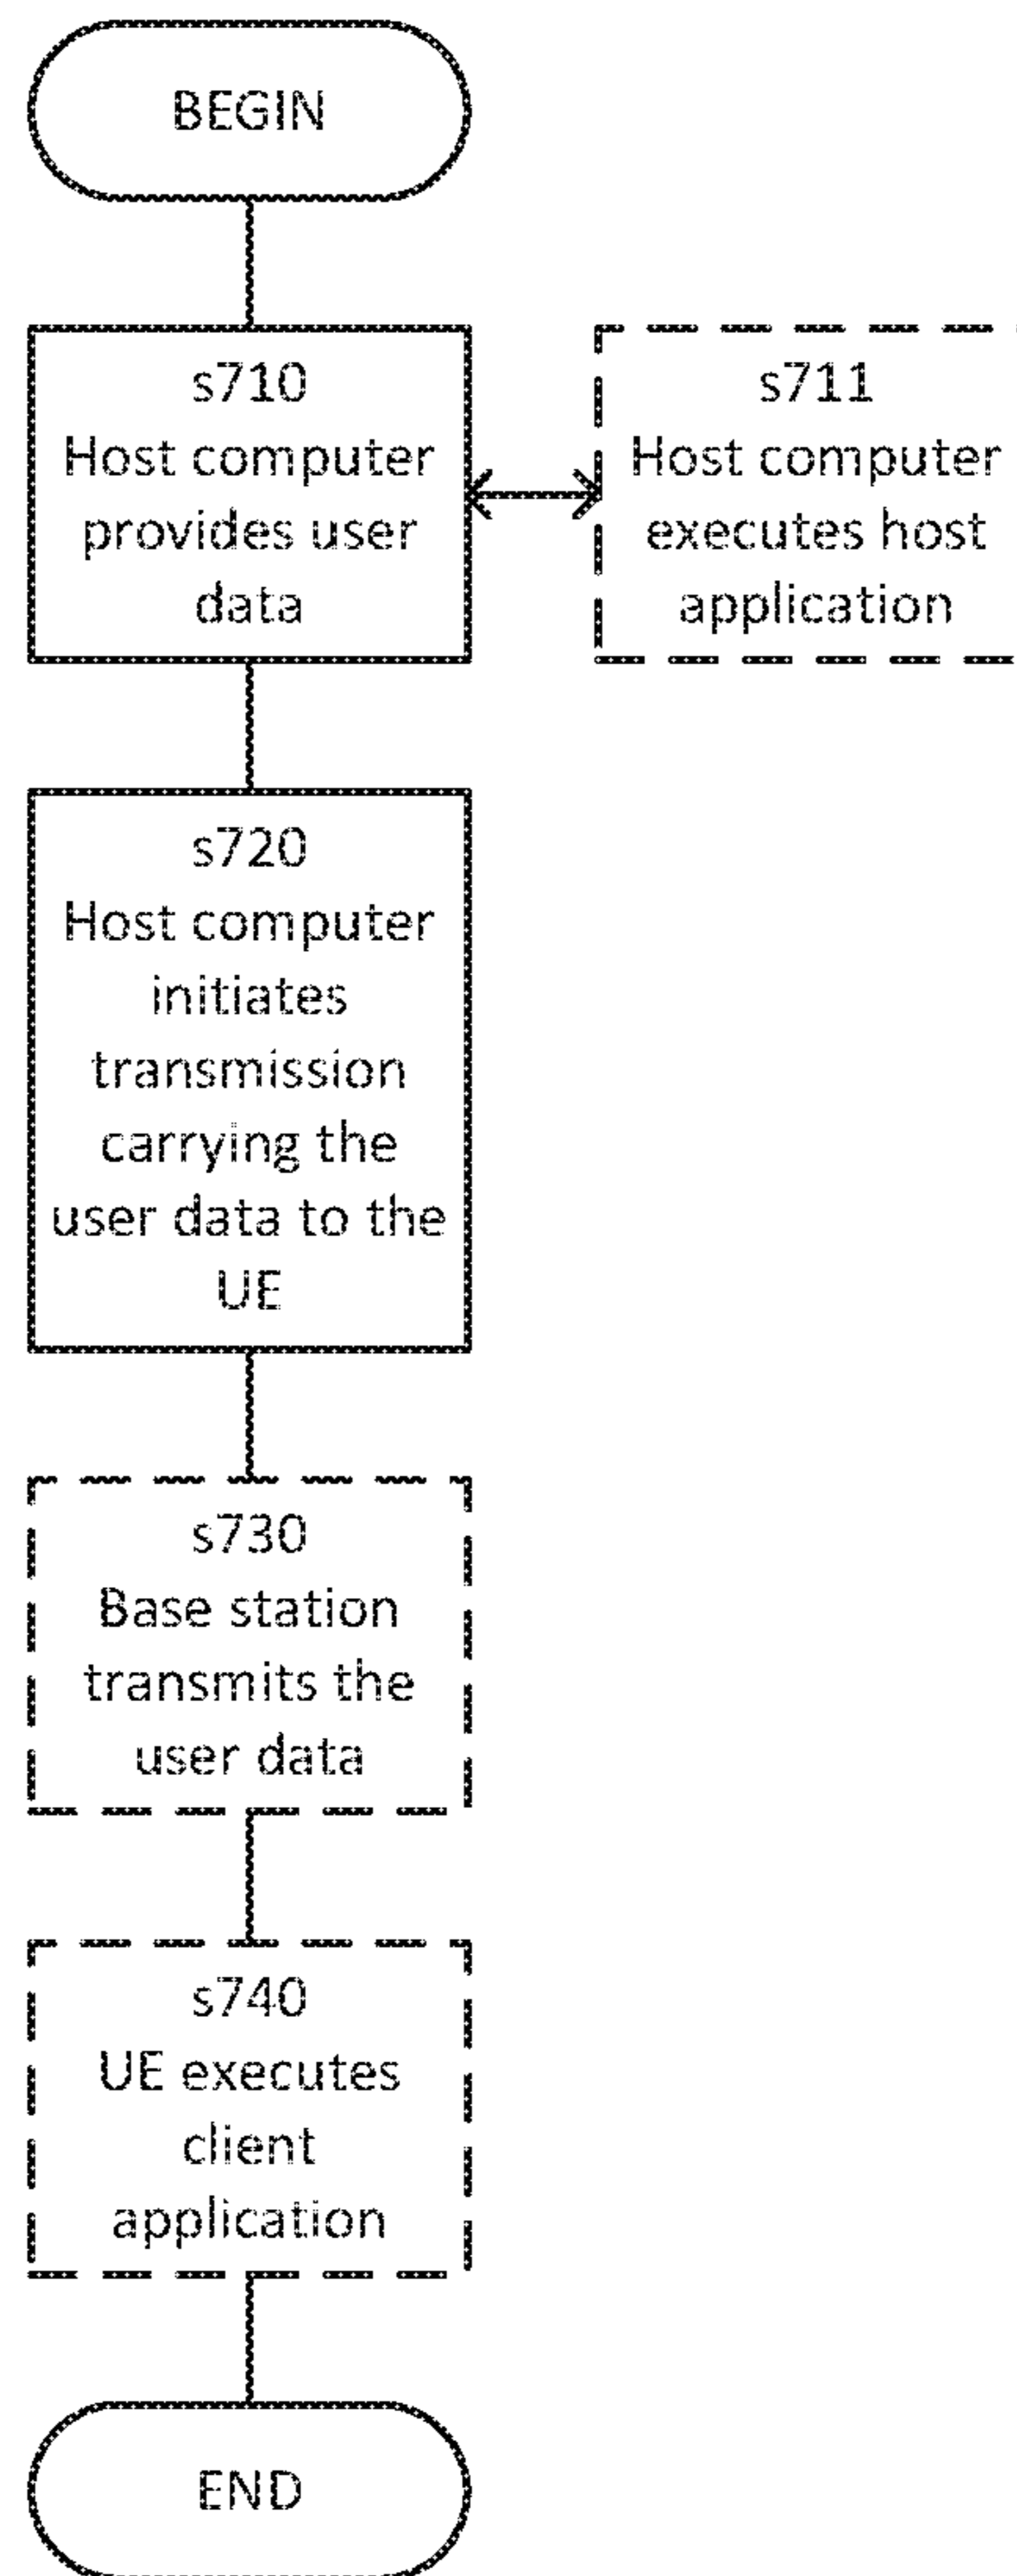 BEGIN
s710
Host computer
provides user
data
s711
Host computer
executes host
application
s720
Host computer
initiates
transmission
carrying the
user data to the
UE
s730
Base station
transmits the
user data
s740
UE executes
client
application
END